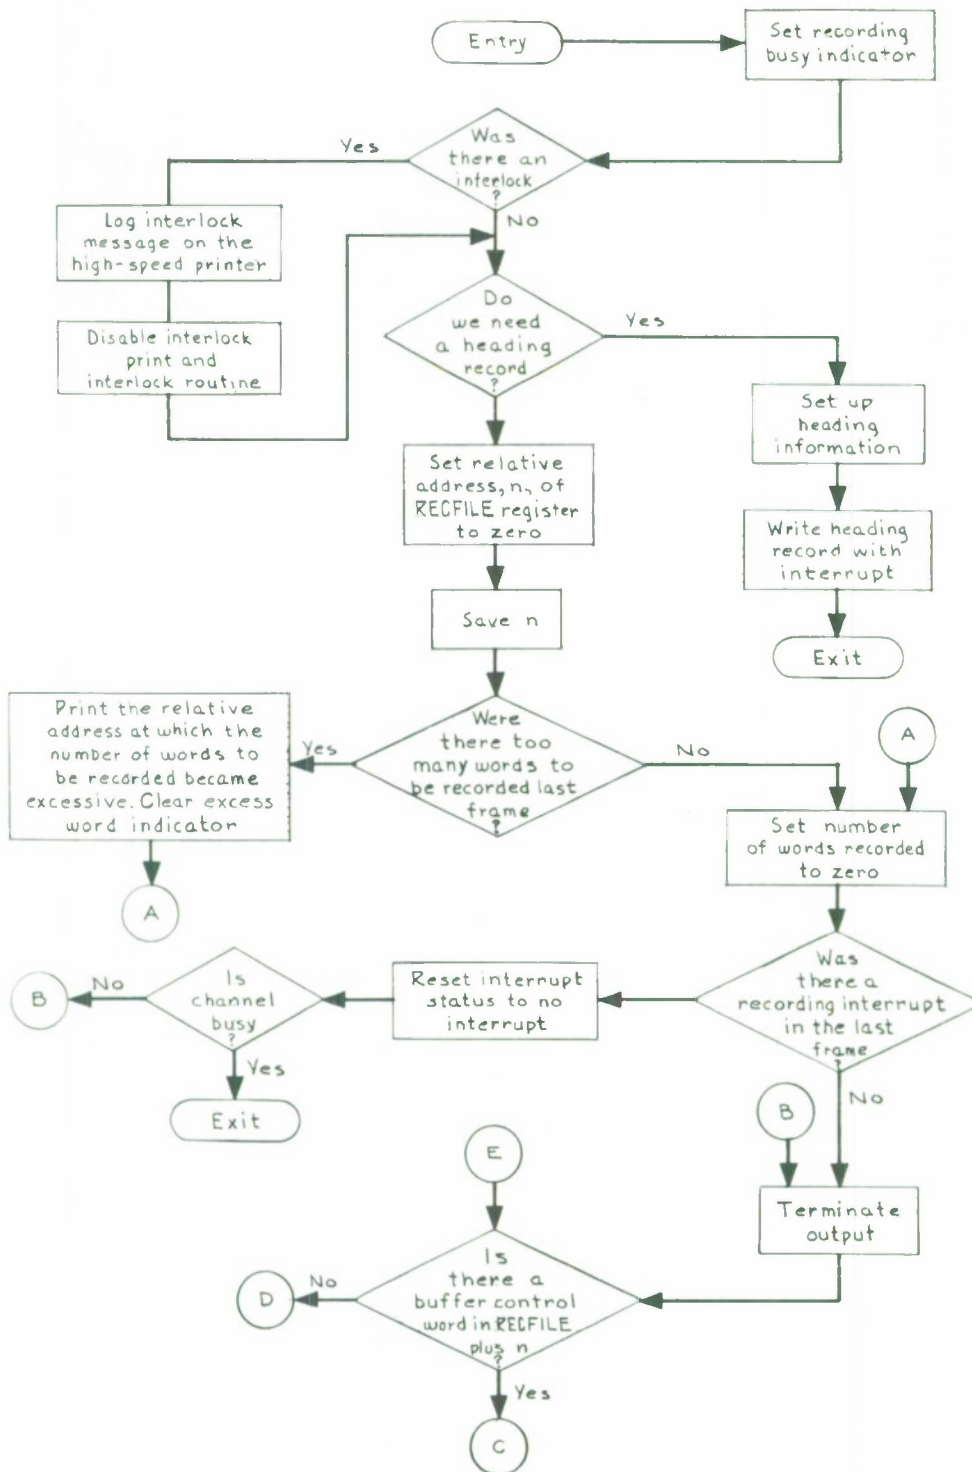 Entry
Set recording
busy indicator
Was
there an
interlock
?
Yes
No
Log interlock
message on the
high-speed printer
Disable interlock
print and
interlock routine
Do
we need
a heading
record
?
Yes
Set up
heading
information
Set relative
address, n, of
RECFILE register
to zero
Write heading
record with
interrupt
Save n
Exit
Print the relative
address at which the
number of words to
be recorded became
excessive. Clear excess
word indicator
Yes
Were
there too
many words to
be recorded last
frame
?
No
A
Set number
of words recorded
to zero
A
B
No
Is
channel
busy
?
Yes
Exit
Reset interrupt
status to no
interrupt
Was
there a
recording interrupt
in the last
frame
?
No
B
E
Terminate
output
D
No
Is
there a
buffer control
word in RECFILE
plus n
?
Yes
C